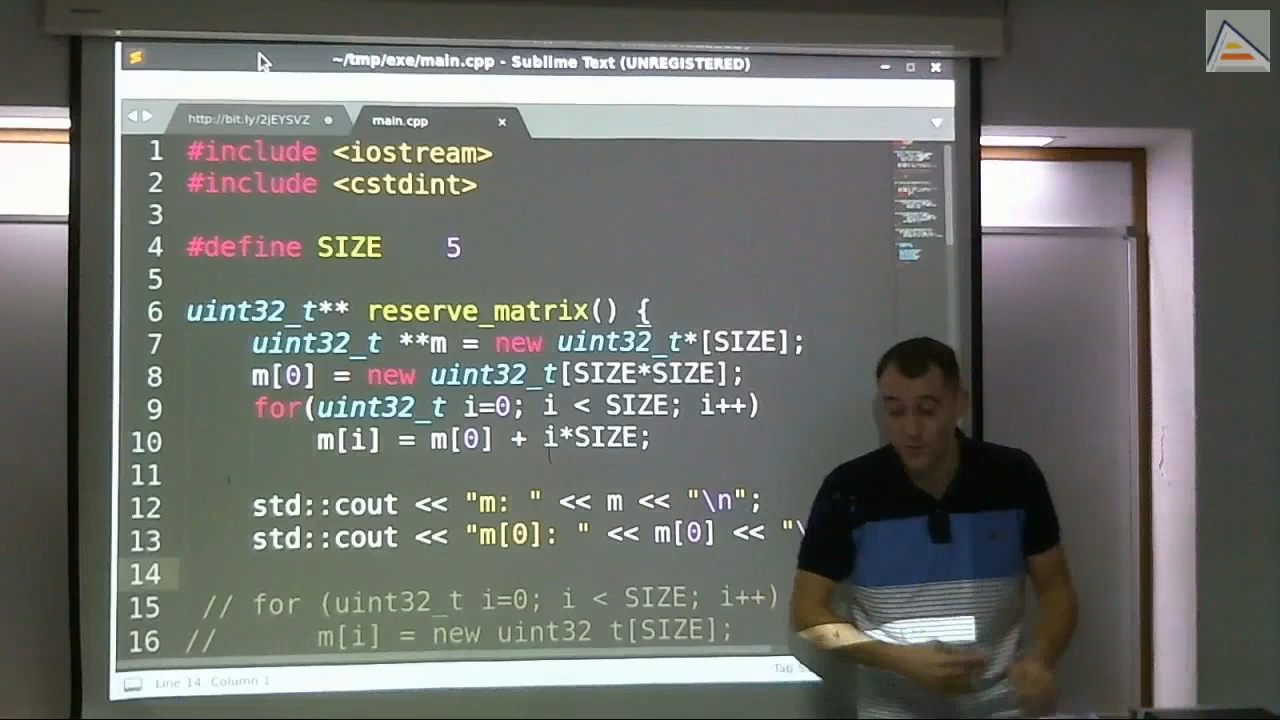 ~/tmp/exe/main.cpp - Sublime Text (UNREGISTERED)
http://bit.ly/2jEYSVZ
main.cpp
1 #include <iostream>
2 #include <cstdint>
3
4 #define SIZE 5
5
6 uint32_t** reserve_matrix() {
7 uint32_t **m = new uint32_t*[SIZE];
8 m[0] = new uint32_t[SIZE*SIZE];
9 for(uint32_t i=0; i < SIZE; i++)
10 m[i] = m[0] + i*SIZE;
11
12 std::cout << "m: " << m << "\n";
13 std::cout << "m[0]: " << m[0] << "\
14
15 // for (uint32_t i=0; i < SIZE; i++)
16 // m[i] = new uint32 t[SIZE];
Line 14, Column 1
Tab